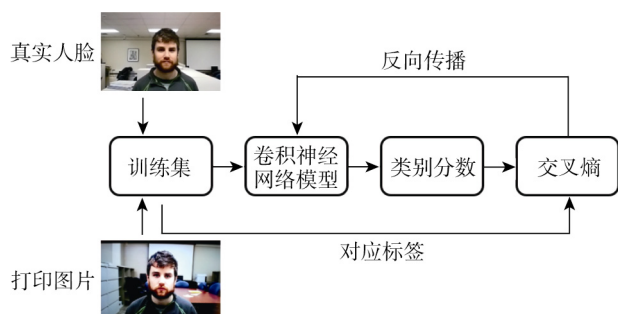 真实人脸
反向传播
训练集
卷积神经
网络模型
类别分数
交叉熵
对应标签
打印图片